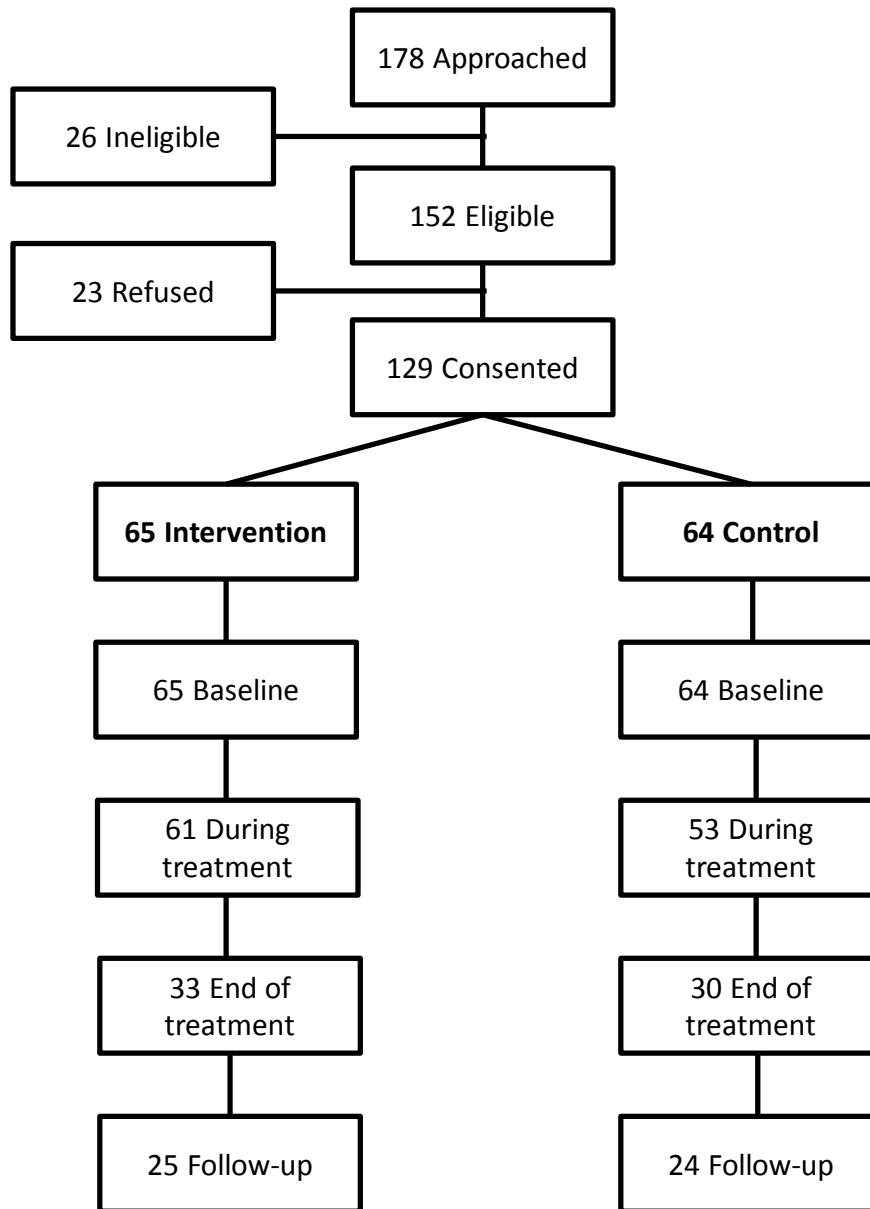 178 Approached
26 Ineligible
152 Eligible
23 Refused
129 Consented
65 Intervention
64 Control
65 Baseline
64 Baseline
61 During
treatment
53 During
treatment
33 End of
treatment
30 End of
treatment
25 Follow-up
24 Follow-up